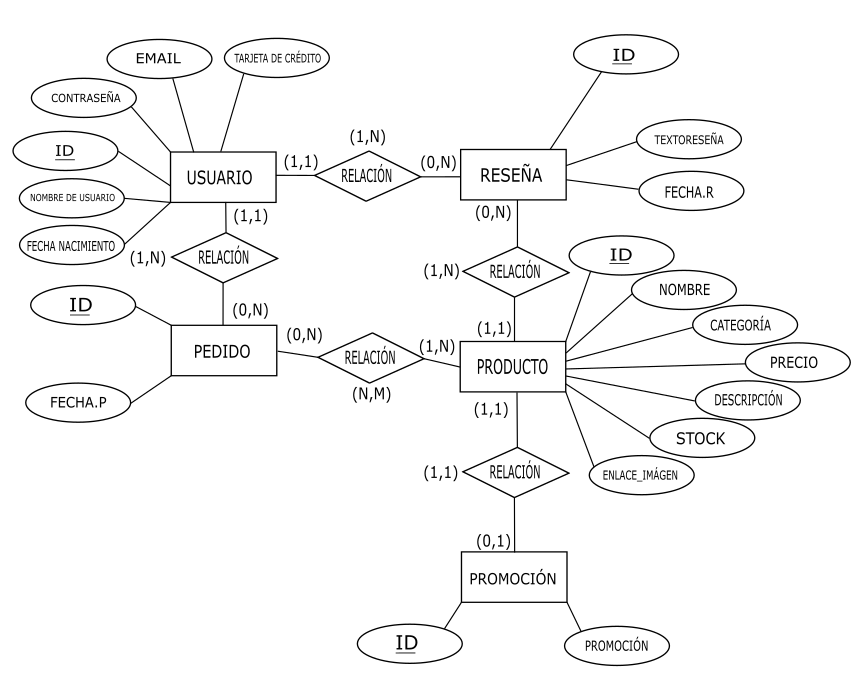 ID
EMAIL
TARJETA DE CRÉDITO
CONTRASEÑA
(1,N)
TEXTORESEÑA
ID
(1,1)
(0,N)
USUARIO
RELACIÓN
RESEÑA
NOMBRE DE USUARIO
FECHA.R
(1,1)
(0,N)
FECHA NACIMIENTO
(1,N)
RELACIÓN
(1,N)
RELACIÓN
ID
NOMBRE
ID
(0,N)
CATEGORÍA
(0,N)
(1,1)
PEDIDO
RELACIÓN
(1,N)
PRODUCTO
PRECIO
(N,M)
FECHA.P
(1,1)
DESCRIPCIÓN
STOCK
(1,1)
RELACIÓN
ENLACE_IMÁGEN
(0,1)
PROMOCIÓN
ID
PROMOCIÓN